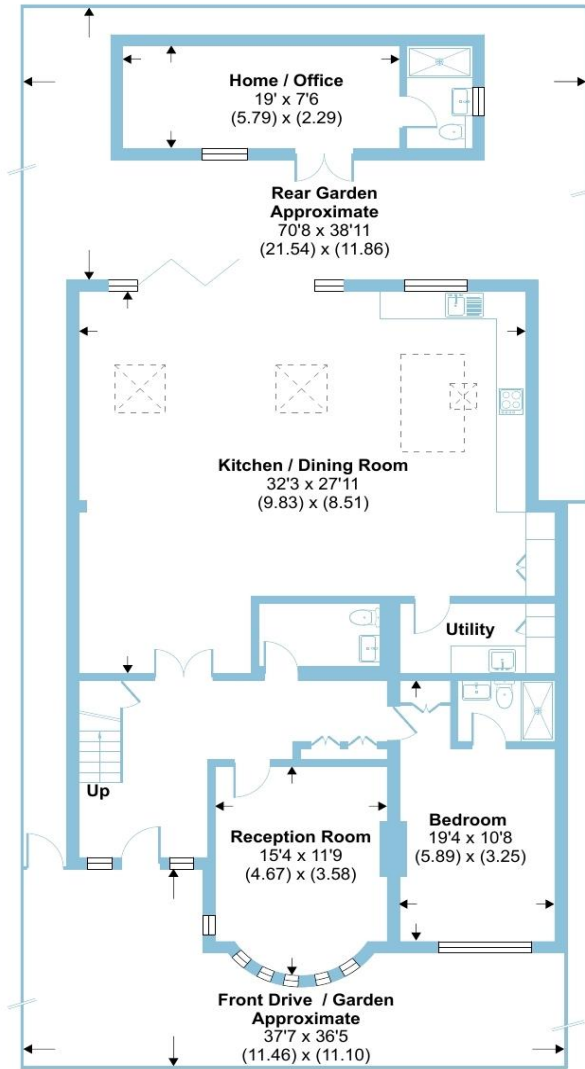 Home / Office
19' x 7'6
(5.79) x (2.29)
Rear Garden
Approximate
70'8 x 38'11
(21.54) x (11.86)
Kitchen / Dining Room
32'3 x 27'11
(9.83) x (8.51)
Utility
Up
Reception Room
15'4 x 11'9
(4.67) x (3.58)
Bedroom
19'4 x 10'8
(5.89) x (3.25)
Front Drive / Garden
Approximate
37'7 x 36'5
(11.46) x (11.10)